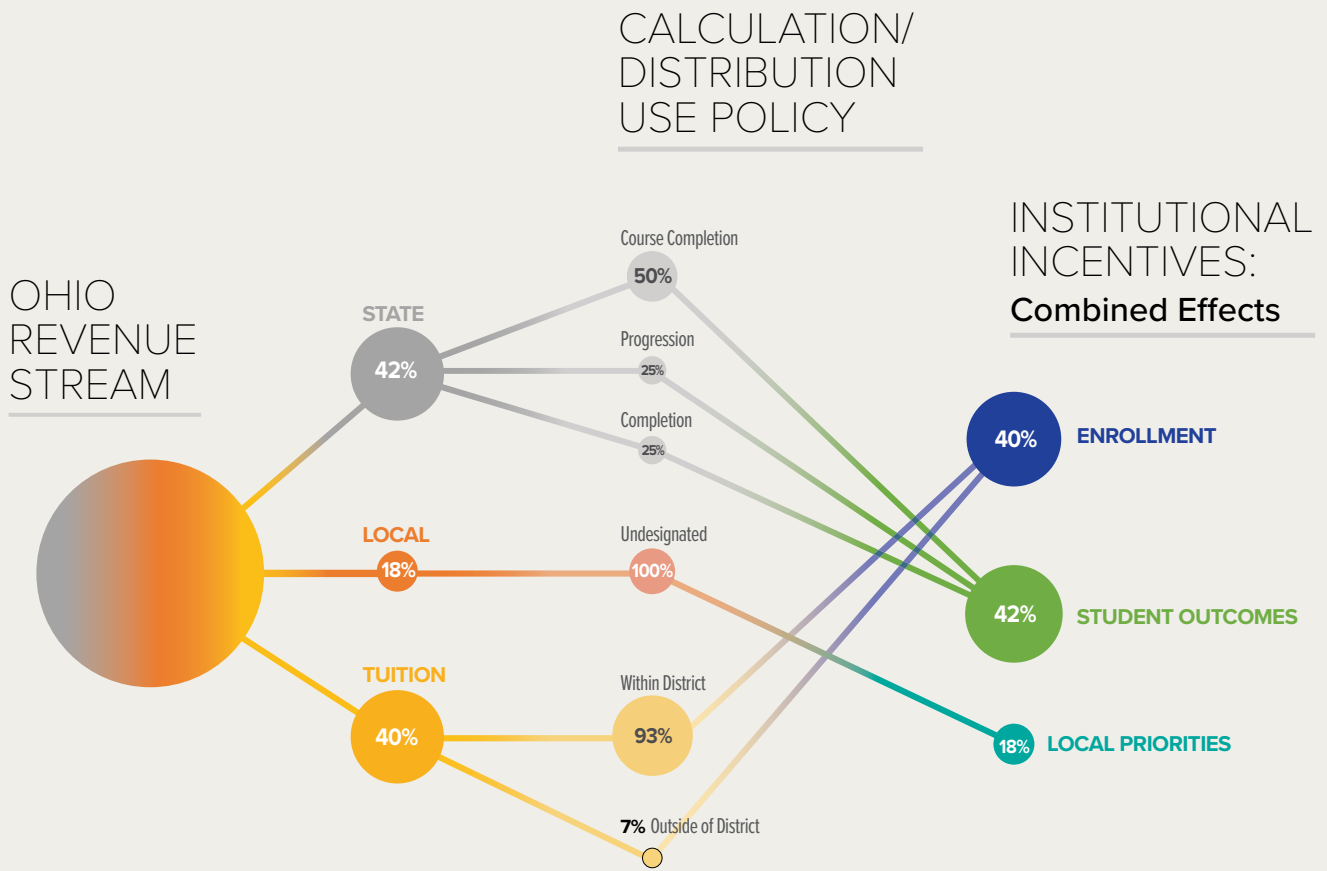 CALCULATION/
DISTRIBUTION
USE POLICY
INSTITUTIONAL
INCENTIVES:
Combined Effects
OHIO
REVENUE
STREAM
STATE
42%
LOCAL
18%
TUITION
40%
Course Completion
50%
Progression
25%
Completion
25%
Undesignated
100%
Within District
93%
7% Outside of District
40% ENROLLMENT
42% STUDENT OUTCOMES
18% LOCAL PRIORITIES